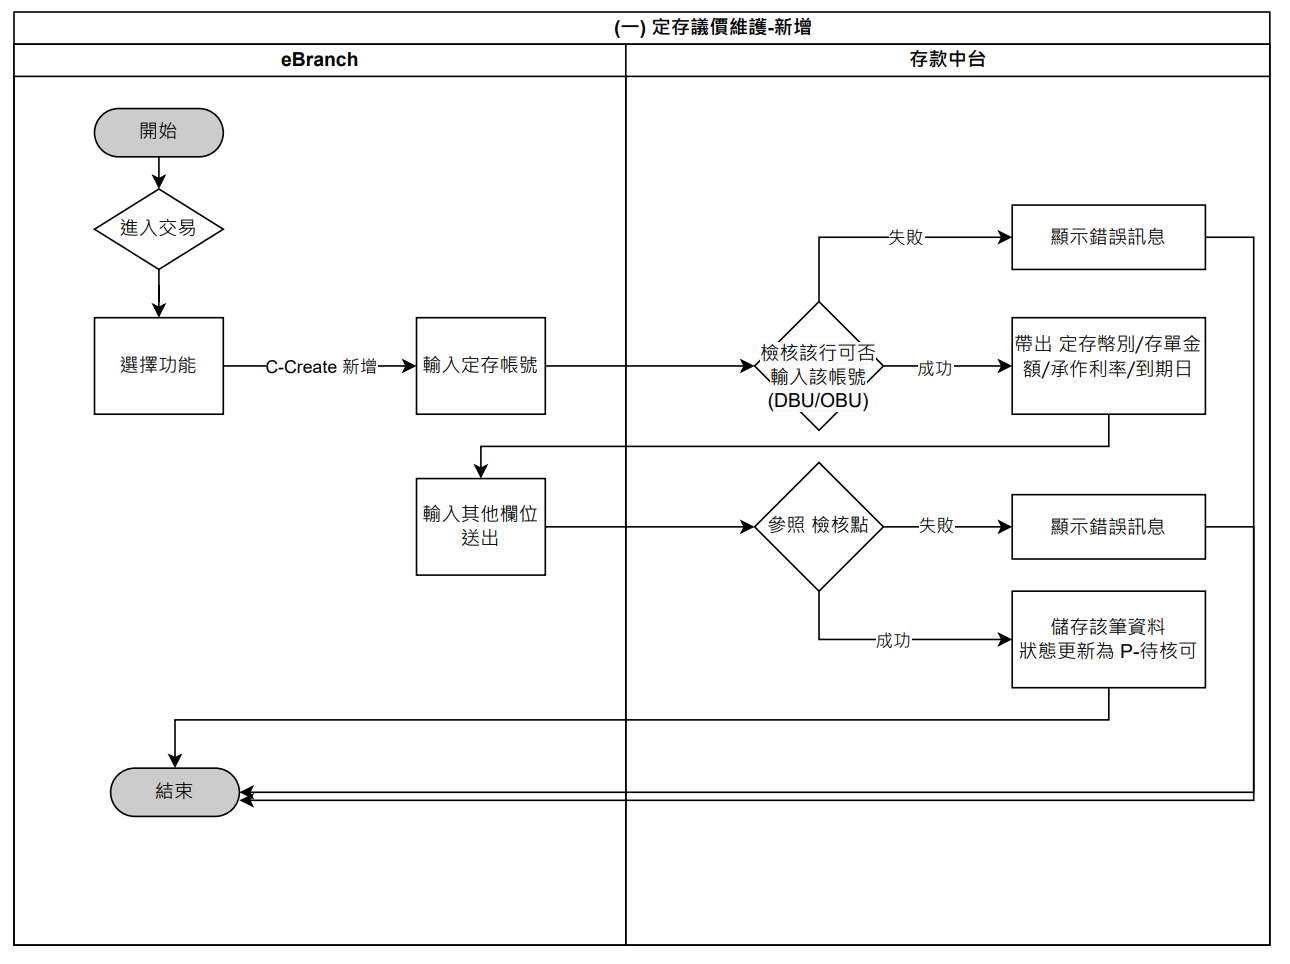 (一) 定存議價維護-新增
eBranch
存款中台
開始
進入交易
選擇功能
C-Create 新增
輸入定存帳號
檢核該行可否
輸入該帳號
(DBU/OBU)
失敗
顯示錯誤訊息
成功
帶出 定存幣別/存單金
額/承作利率/到期日
輸入其他欄位
送出
參照 檢核點
失敗
顯示錯誤訊息
成功
儲存該筆資料
狀態更新為 P-待核可
結束